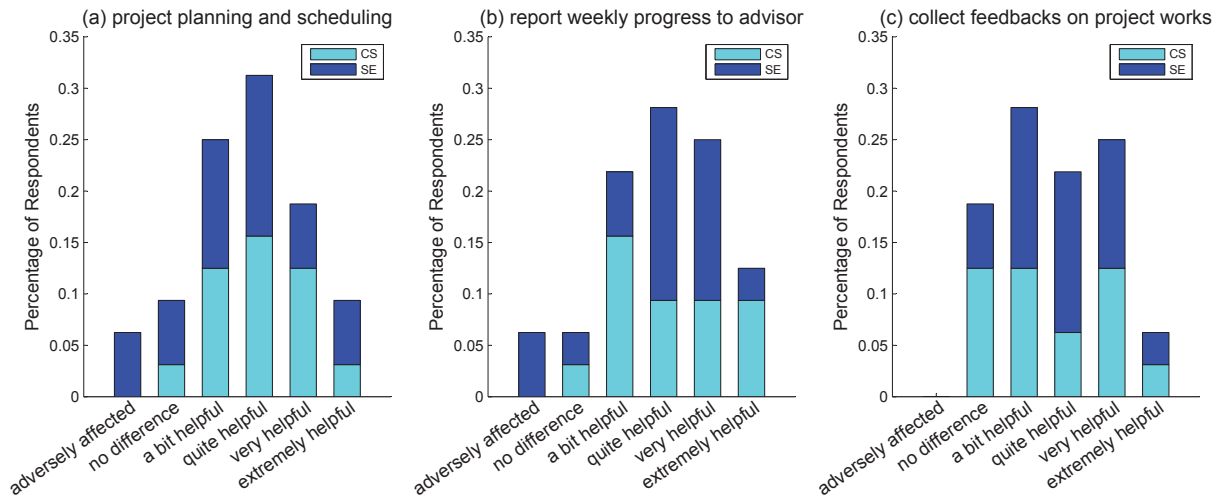 (a) project planning and scheduling
0.35
0.3
0.25
0.2
0.15
0.1
0.05
0
Percentage of Respondents
CS
SE
adversely affected
no difference
a bit helpful
quite helpful
very helpful
extremely helpful
(b) report weekly progress to advisor
0.35
0.3
0.25
0.2
0.15
0.1
0.05
0
Percentage of Respondents
CS
SE
adversely affected
no difference
a bit helpful
quite helpful
very helpful
extremely helpful
(c) collect feedbacks on project works
0.35
0.3
0.25
0.2
0.15
0.1
0.05
0
Percentage of Respondents
CS
SE
adversely affected
no difference
a bit helpful
quite helpful
very helpful
extremely helpful